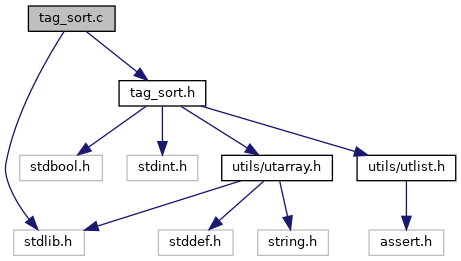 tag_sort.c
tag_sort.h
stdbool.h
stdint.h
utils/utarray.h
utils/utlist.h
stdlib.h
stddef.h
string.h
assert.h